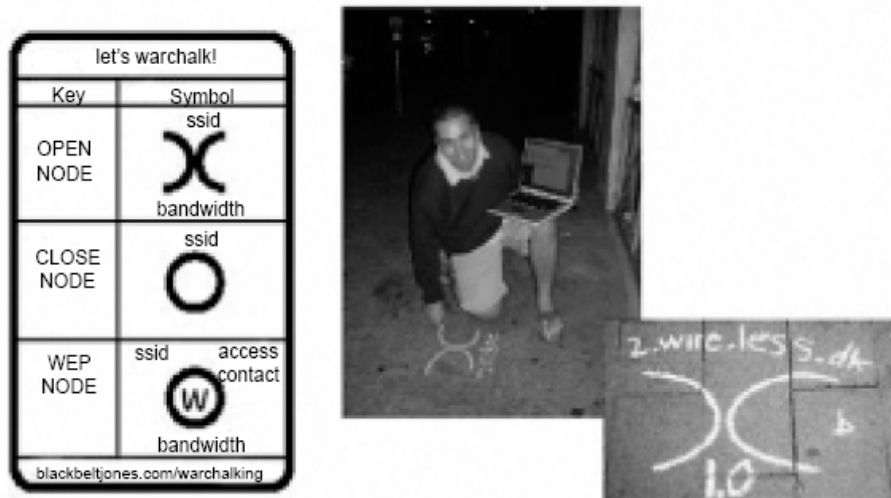 let's warchalk!
Key Symbol
OPEN NODE
ssid
bandwidth
CLOSE NODE
ssid
WEP NODE
ssid access contact
W
bandwidth
blackbeltjones.com/warchalking
2.wire.less.dk
b
1.0